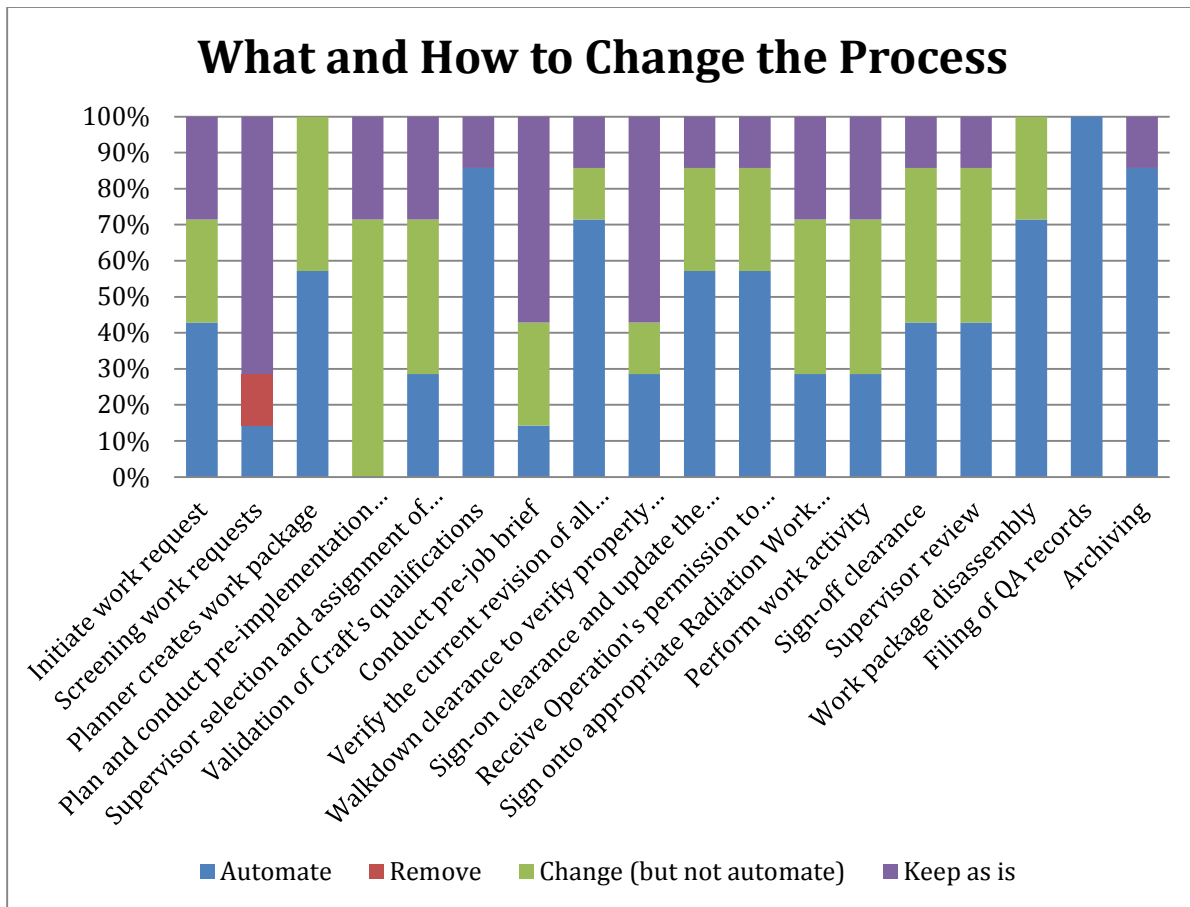 What and How to Change the Process
100%
90%
80%
70%
60%
50%
40%
30%
20%
10%
0%
Initiate work request
Screening work requests
Planner creates work package
Plan and conduct pre-implementation...
Supervisor selection and assignment of...
Validation of Craft's qualifications
Conduct pre-job brief
Verify the current revision of all...
Walkdown clearance to verify properly...
Sign-on clearance and update the...
Receive Operation's permission to...
Sign onto appropriate Radiation Work...
Perform work activity
Sign-off clearance
Supervisor review
Work package disassembly
Filing of QA records
Archiving
Automate
Remove
Change (but not automate)
Keep as is